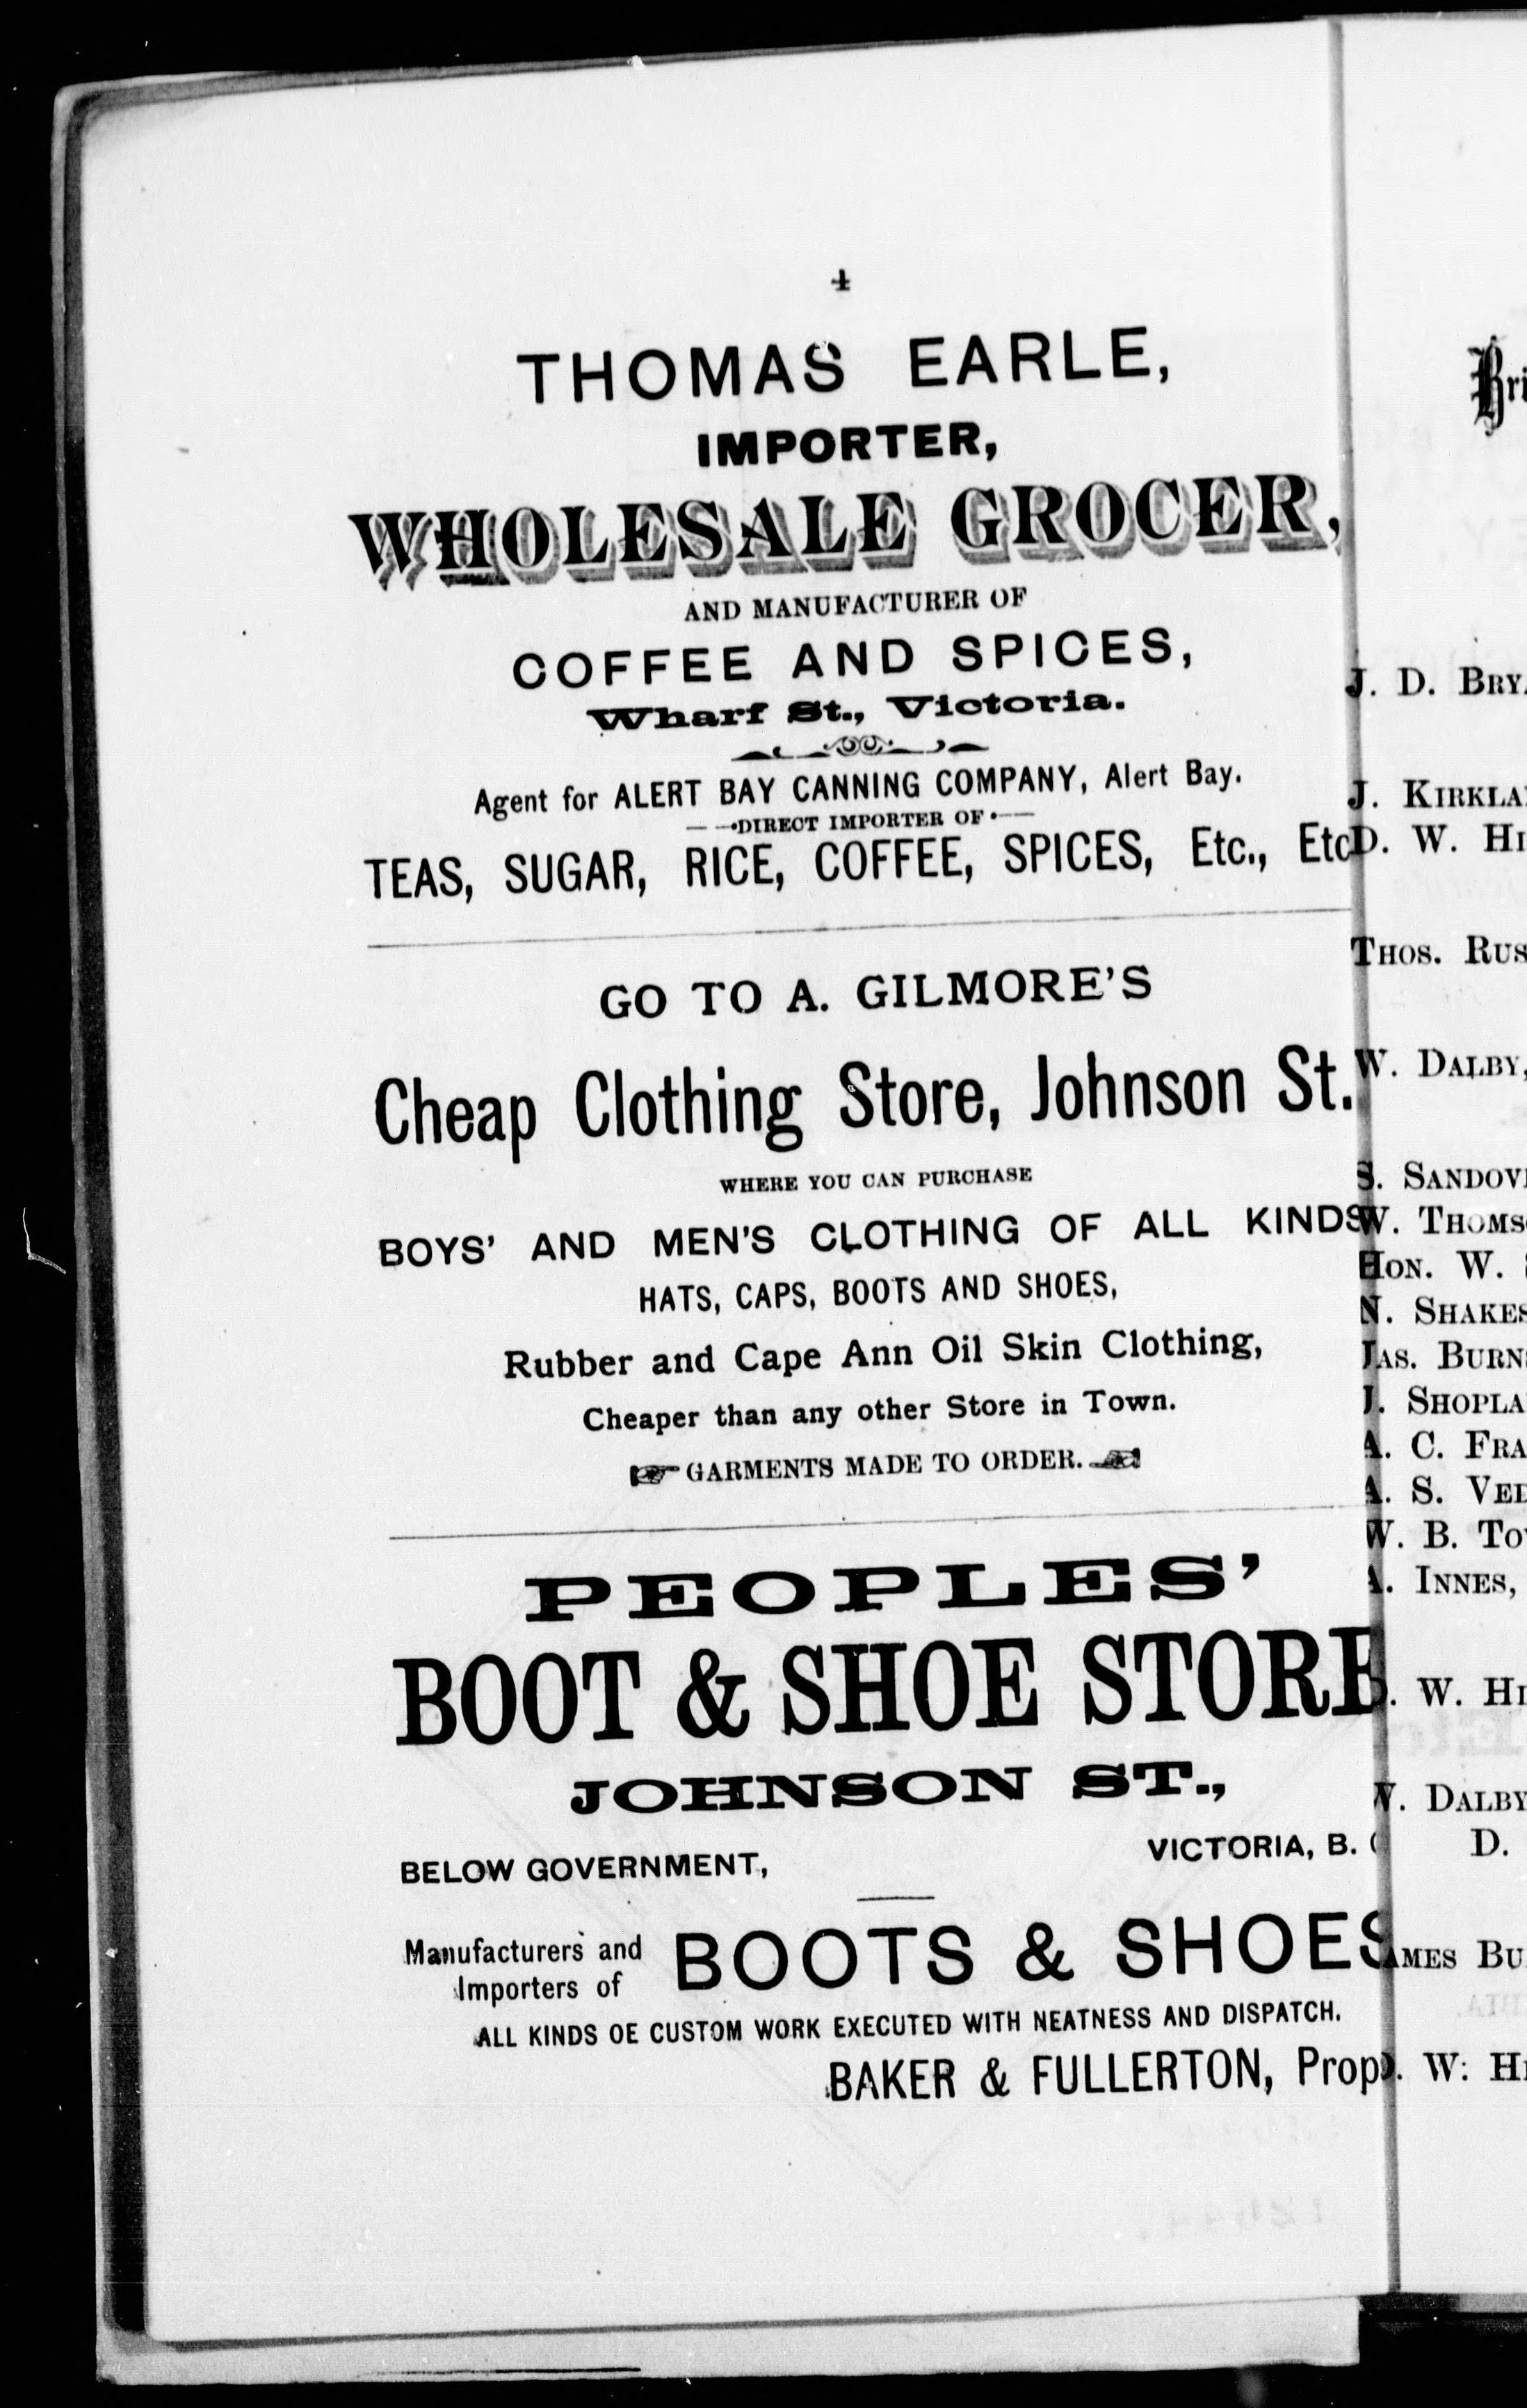 4
THOMAS EARLE,
IMPORTER,
WHOLESALE GROCER,
AND MANUFACTURER OF
COFFEE AND SPICES,
Wharf St., Victoria.
Agent for ALERT BAY CANNING COMPANY, Alert Bay.
DIRECT IMPORTER OF
TEAS, SUGAR, RICE, COFFEE, SPICES, Etc., Etc
GO TO A. GILMORE'S
Cheap Clothing Store, Johnson St.
WHERE YOU CAN PURCHASE
BOYS' AND MEN'S CLOTHING OF ALL KINDS
HATS, CAPS, BOOTS AND SHOES,
Rubber and Cape Ann Oil Skin Clothing,
Cheaper than any other Store in Town.
☞ GARMENTS MADE TO ORDER. ☜
PEOPLES'
BOOT & SHOE STORE
JOHNSON ST.,
BELOW GOVERNMENT, VICTORIA, B.
Manufacturers and
Importers of BOOTS & SHOES
ALL KINDS OE CUSTOM WORK EXECUTED WITH NEATNESS AND DISPATCH.
BAKER & FULLERTON, Prop
Bri
J. D. BRY
J. KIRKLA
D. W. HI
THOS. RUS
W. DALBY,
S. SANDOV
W. THOMS
HON. W.
N. SHAKES
JAS. BURN
J. SHOPLA
A. C. FRA
A. S. VED
W. B. TO
A. INNES,
. W. HI
W. DALBY
D.
AMES BU
. W: HI